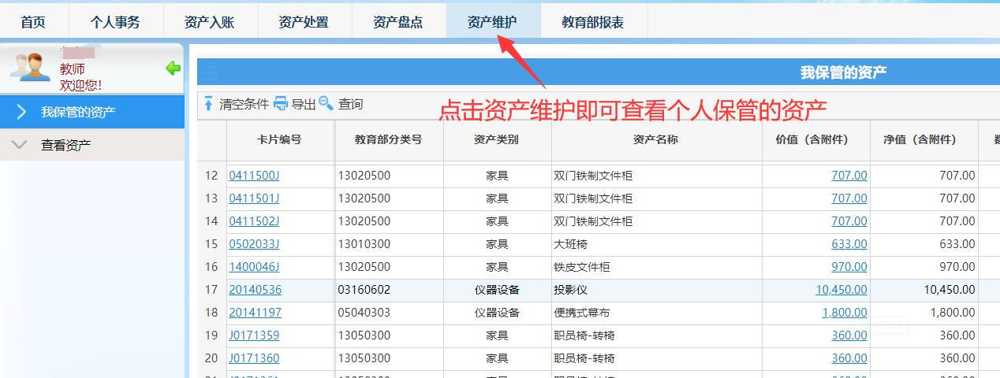 首页 个人事务 资产入账 资产处置 资产盘点 资产维护 教育部报表
教师
欢迎您!
我保管的资产
查看资产
我保管的资产
清空条件 导出 查询
点击资产维护即可查看个人保管的资产
卡片编号 教育部分类号 资产类别 资产名称 价值（含附件） 净值（含附件）
12 0411500J 13020500 家具 双门铁制文件柜 707.00 707.00
13 0411501J 13020500 家具 双门铁制文件柜 707.00 707.00
14 0411502J 13020500 家具 双门铁制文件柜 707.00 707.00
15 0502033J 13010300 家具 大班椅 633.00 633.00
16 1400046J 13020500 家具 铁皮文件柜 970.00 970.00
17 20140536 03160602 仪器设备 投影仪 10,450.00 10,450.00
18 20141197 05040303 仪器设备 便携式幕布 1,800.00 1,800.00
19 J0171359 13050300 家具 职员椅-转椅 360.00 360.00
20 J0171360 13050300 家具 职员椅-转椅 360.00 360.00